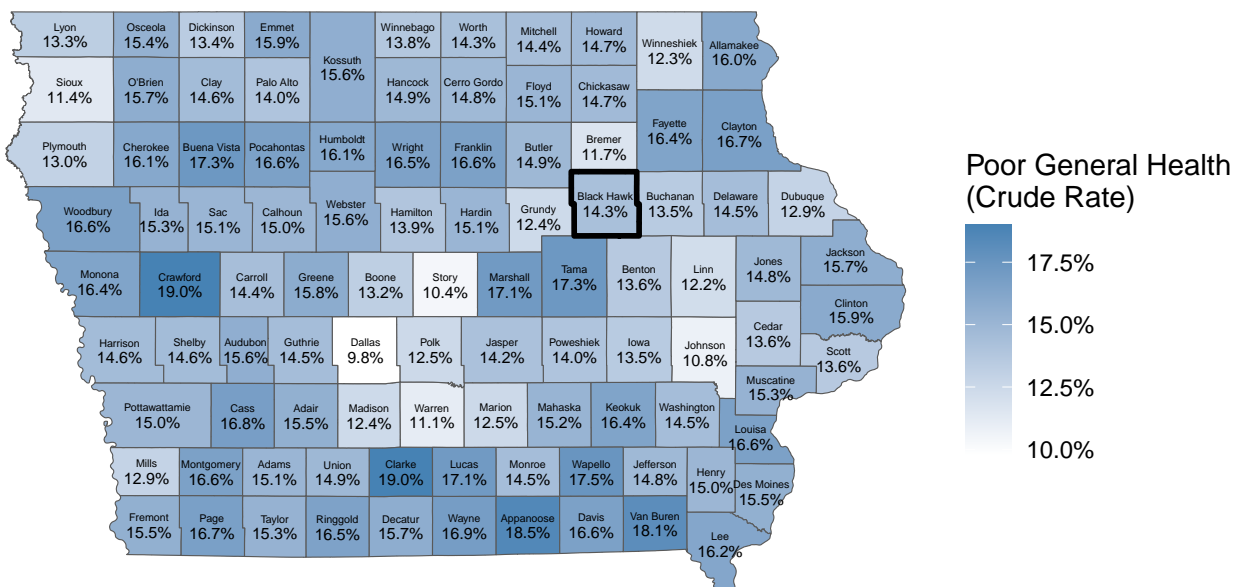 Lyon
13.3%
Osceola
15.4%
Dickinson
13.4%
Emmet
15.9%
Kossuth
15.6%
Winnebago
13.8%
Worth
14.3%
Mitchell
14.4%
Howard
14.7%
Winneshiek
12.3%
Allamakee
16.0%
Sioux
11.4%
O'Brien
15.7%
Clay
14.6%
Palo Alto
14.0%
Hancock
14.9%
Cerro Gordo
14.8%
Floyd
15.1%
Chickasaw
14.7%
Fayette
16.4%
Clayton
16.7%
Plymouth
13.0%
Cherokee
16.1%
Buena Vista
17.3%
Pocahontas
16.6%
Humboldt
16.1%
Wright
16.5%
Franklin
16.6%
Butler
14.9%
Bremer
11.7%
Woodbury
16.6%
Ida
15.3%
Sac
15.1%
Calhoun
15.0%
Webster
15.6%
Hamilton
13.9%
Hardin
15.1%
Grundy
12.4%
Black Hawk
14.3%
Buchanan
13.5%
Delaware
14.5%
Dubuque
12.9%
Monona
16.4%
Crawford
19.0%
Carroll
14.4%
Greene
15.8%
Boone
13.2%
Story
10.4%
Marshall
17.1%
Tama
17.3%
Benton
13.6%
Linn
12.2%
Jones
14.8%
Jackson
15.7%
Clinton
15.9%
Harrison
14.6%
Shelby
14.6%
Audubon
15.6%
Guthrie
14.5%
Dallas
9.8%
Polk
12.5%
Jasper
14.2%
Poweshiek
14.0%
Iowa
13.5%
Johnson
10.8%
Cedar
13.6%
Scott
13.6%
Muscatine
15.3%
Pottawattamie
15.0%
Cass
16.8%
Adair
15.5%
Madison
12.4%
Warren
11.1%
Marion
12.5%
Mahaska
15.2%
Keokuk
16.4%
Washington
14.5%
Louisa
16.6%
Mills
12.9%
Montgomery
16.6%
Adams
15.1%
Union
14.9%
Clarke
19.0%
Lucas
17.1%
Monroe
14.5%
Wapello
17.5%
Jefferson
14.8%
Henry
15.0%
Des Moines
15.5%
Fremont
15.5%
Page
16.7%
Taylor
15.3%
Ringgold
16.5%
Decatur
15.7%
Wayne
16.9%
Appanoose
18.5%
Davis
16.6%
Van Buren
18.1%
Lee
16.2%
Poor General Health
(Crude Rate)
17.5%
15.0%
12.5%
10.0%